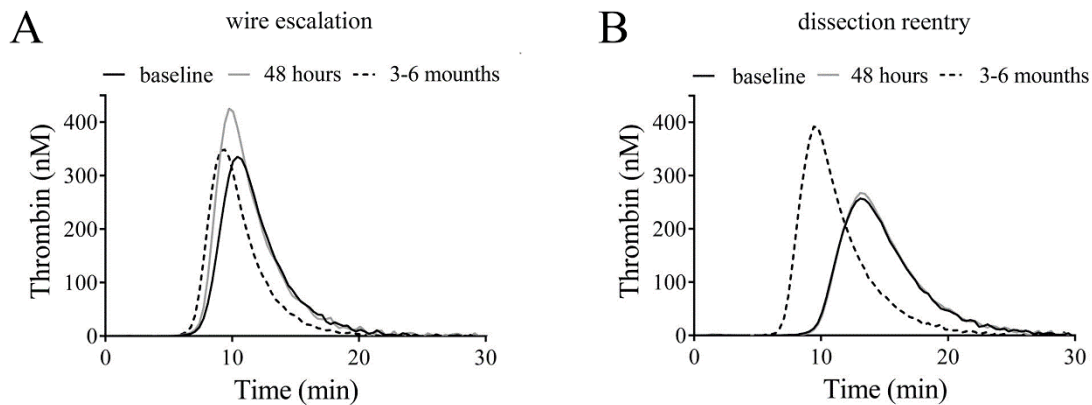 A
wire escalation
baseline 48 hours 3-6 mounths
Thrombin (nM)
400
300
200
100
0
0 10 20 30
Time (min)
B
dissection reentry
baseline 48 hours 3-6 mounths
Thrombin (nM)
400
300
200
100
0
0 10 20 30
Time (min)